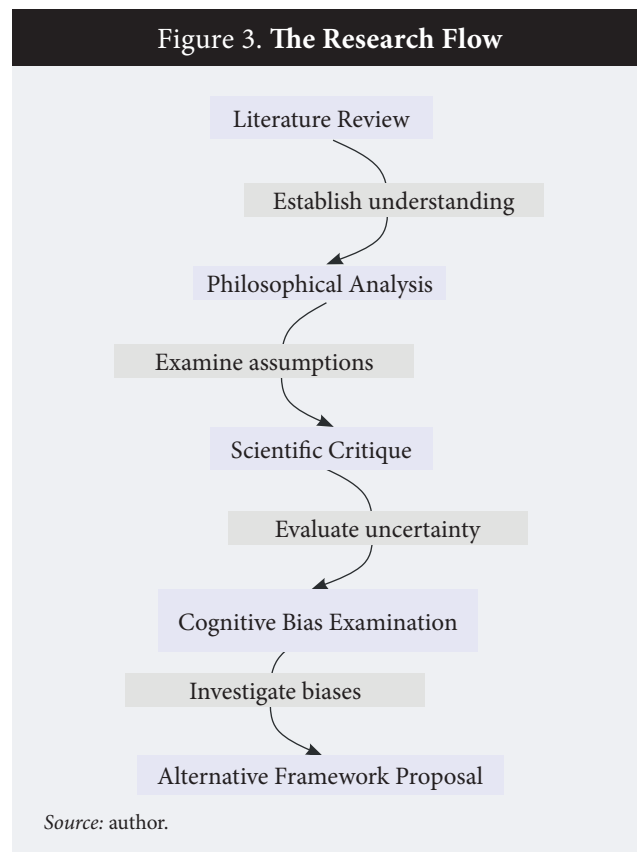 Figure 3. The Research Flow
Literature Review
Establish understanding
Philosophical Analysis
Examine assumptions
Scientific Critique
Evaluate uncertainty
Cognitive Bias Examination
Investigate biases
Alternative Framework Proposal
Source: author.